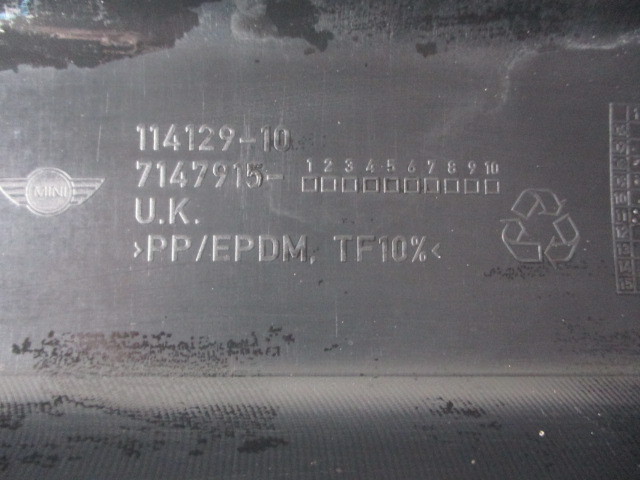 114129-10
7147915- 1 2 3 4 5 6 7 8 9 10
MINI
U.K.
>PP/EPDM, TF10%<